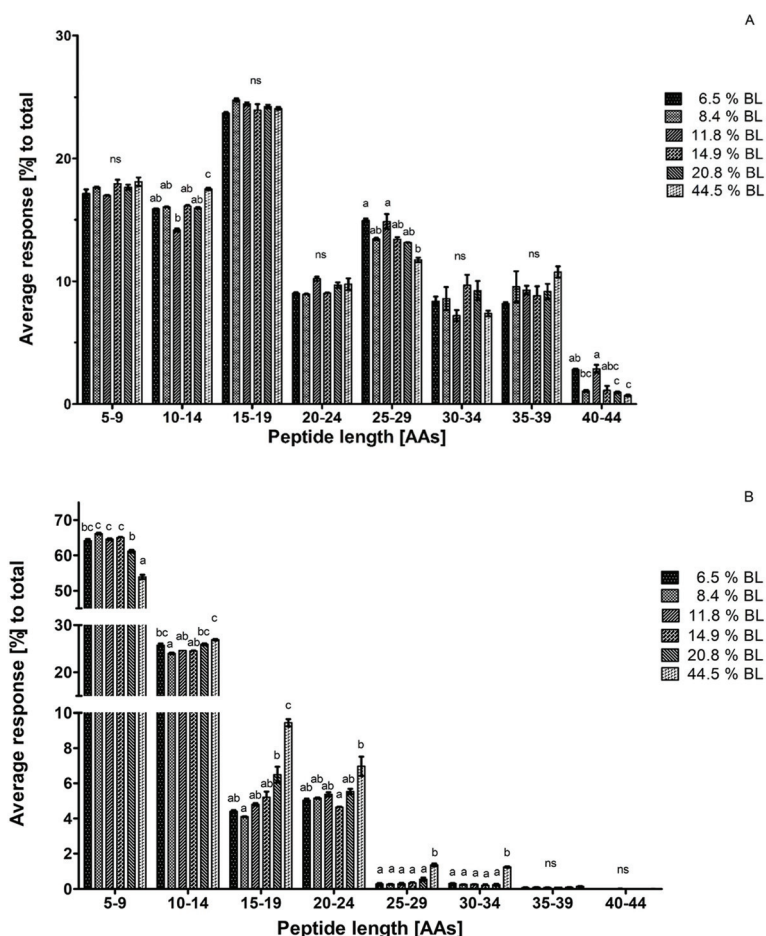 A
30
20
10
0
Average response [%] to total
ns
ab ab b ab ab c
ns
ns
a ab a ab ab b
ns
ns
ab bc a abc c c
5-9 10-14 15-19 20-24 25-29 30-34 35-39 40-44
Peptide length [AAs]
6.5 % BL
8.4 % BL
11.8 % BL
14.9 % BL
20.8 % BL
44.5 % BL
B
70
60
50
30
20
10
8
6
4
2
0
Average response [%] to total
bc c c c b a
bc a ab ab bc c
ab a ab ab b c
ab ab ab a ab b
a a a a a b
a a a a a b
ns
ns
5-9 10-14 15-19 20-24 25-29 30-34 35-39 40-44
Peptide length [AAs]
6.5 % BL
8.4 % BL
11.8 % BL
14.9 % BL
20.8 % BL
44.5 % BL